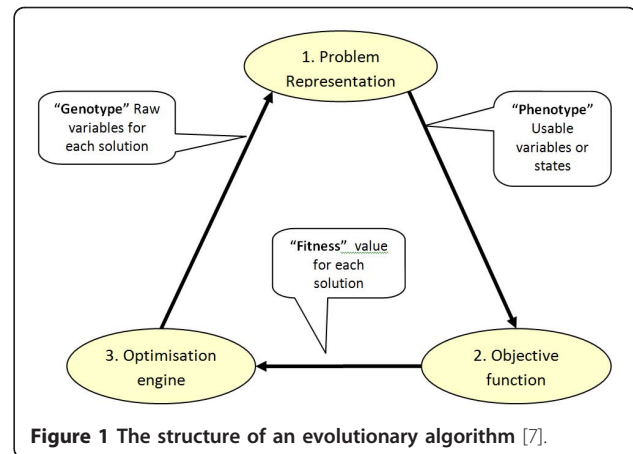 1. Problem
Representation
“Genotype” Raw
variables for
each solution
“Phenotype”
Usable
variables or
states
“Fitness” value
for each
solution
3. Optimisation
engine
2. Objective
function
Figure 1 The structure of an evolutionary algorithm [7].